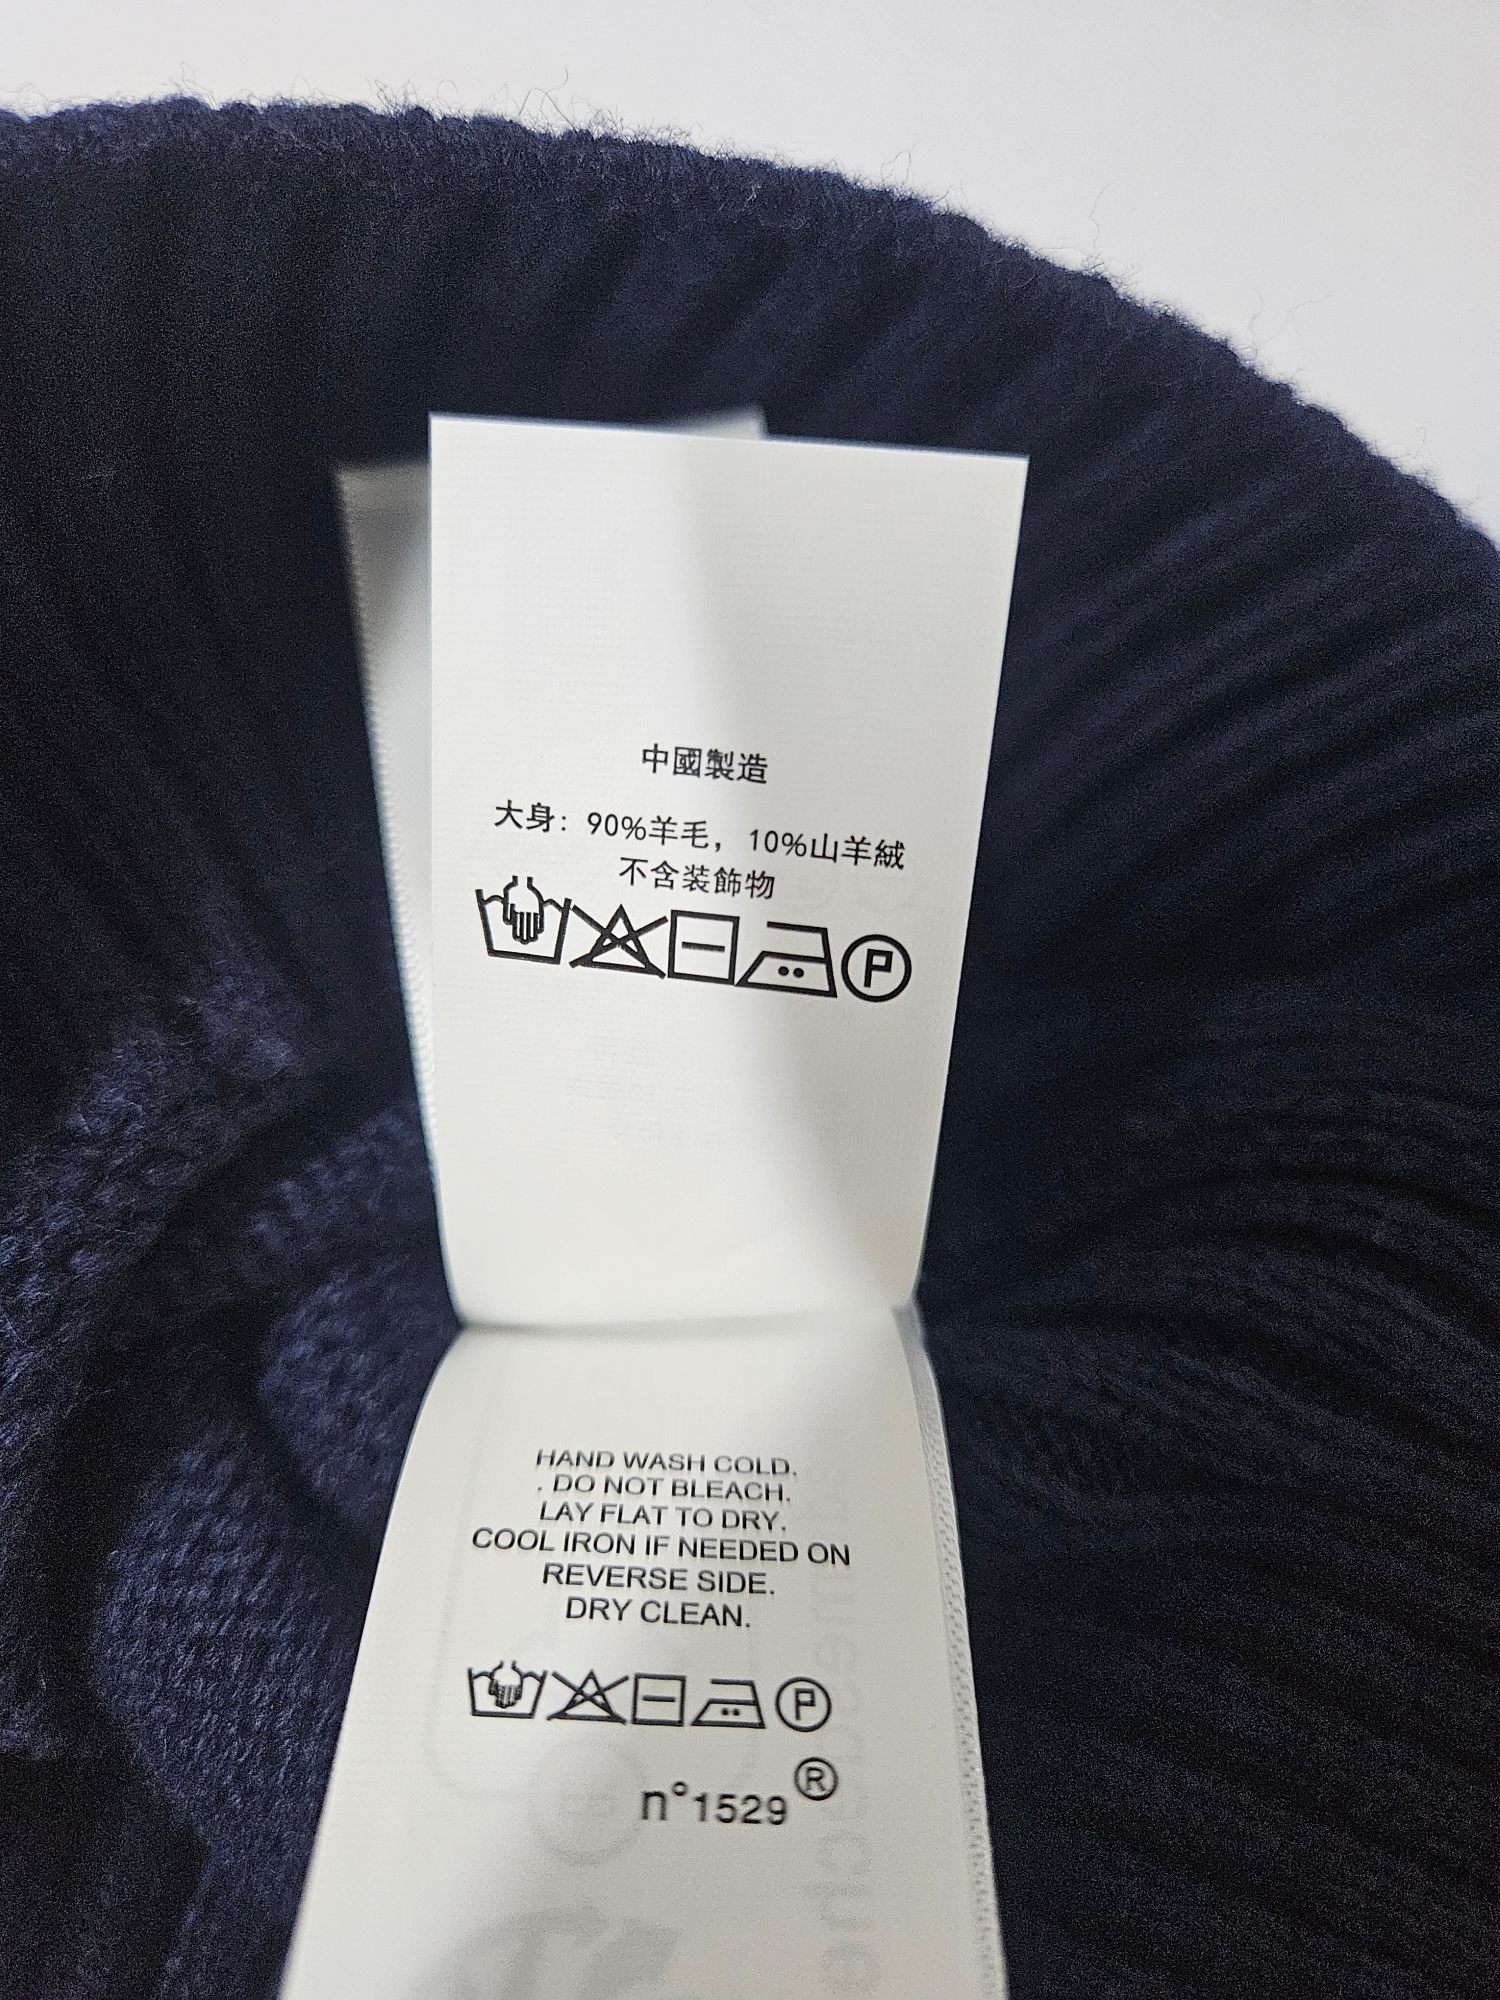 中國製造
大身: 90%羊毛, 10%山羊絨
不含装飾物
P
HAND WASH COLD.
. DO NOT BLEACH.
LAY FLAT TO DRY.
COOL IRON IF NEEDED ON
REVERSE SIDE.
DRY CLEAN.
P
n°1529®